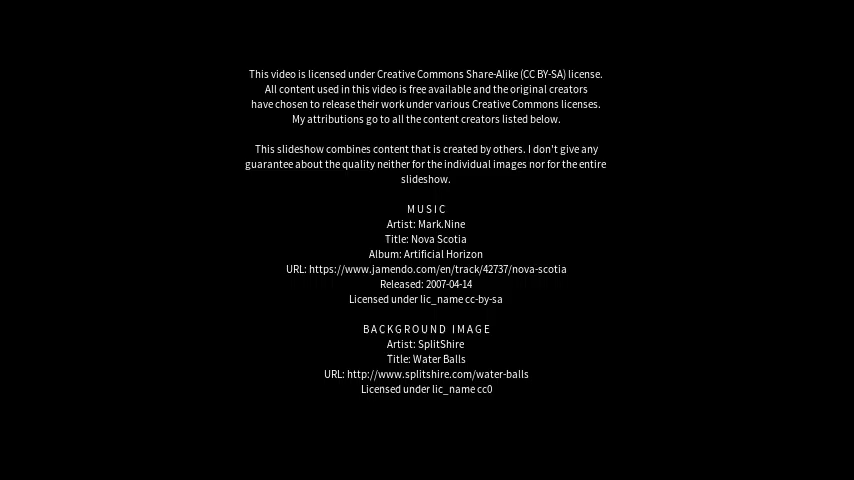 This video is licensed under Creative Commons Share-Alike (CC BY-SA) license.
All content used in this video is free available and the original creators
have chosen to release their work under various Creative Commons licenses.
My attributions go to all the content creators listed below.
This slideshow combines content that is created by others. I don't give any
guarantee about the quality neither for the individual images nor for the entire
slideshow.
MUSIC
Artist: Mark.Nine
Title: Nova Scotia
Album: Artificial Horizon
URL: https://www.jamendo.com/en/track/42737/nova-scotia
Released: 2007-04-14
Licensed under lic_name cc-by-sa
BACKGROUND IMAGE
Artist: SplitShire
Title: Water Balls
URL: http://www.splitshire.com/water-balls
Licensed under lic_name cc0